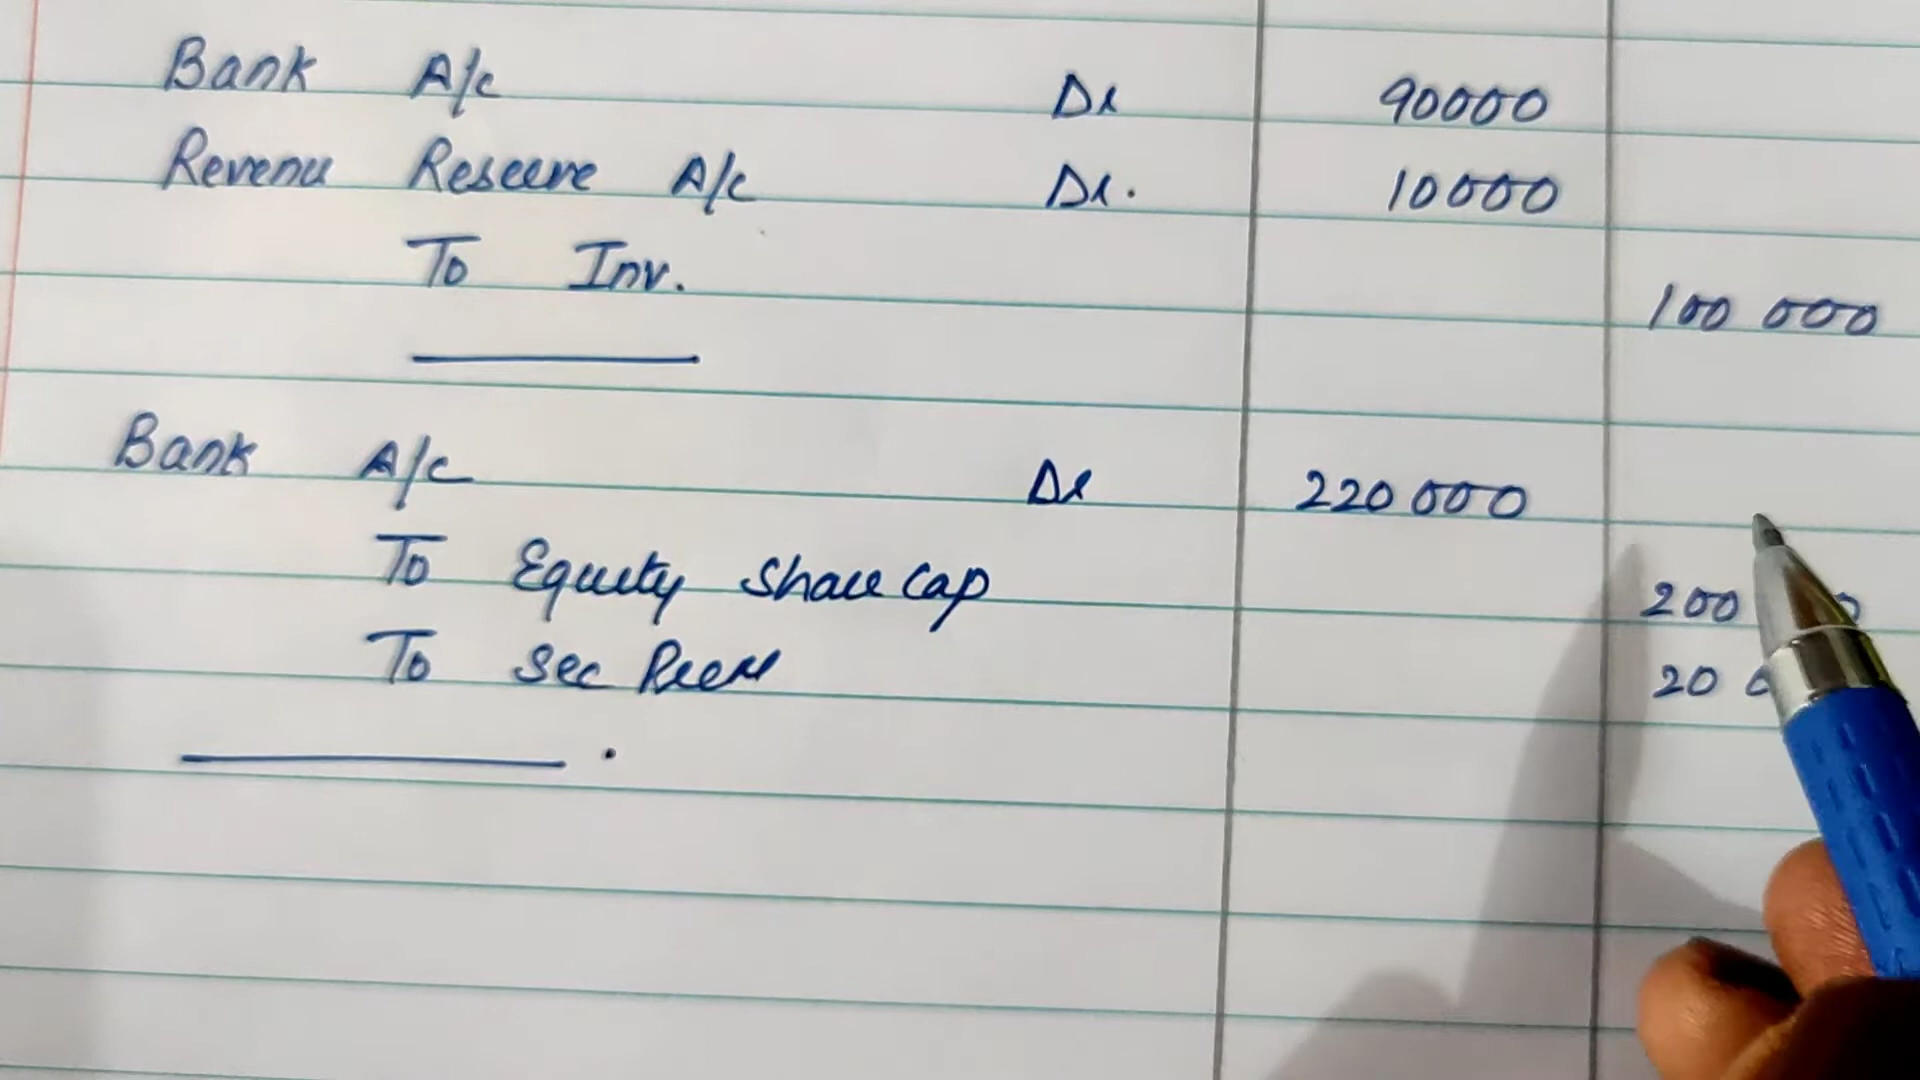 Bank A/c Dr 90000
Revenu Reserve A/c Dr. 10000
To Inv. 100 000
Bank A/c Dr 220 000
To Equity Share Cap 200
To Sec Prem 20